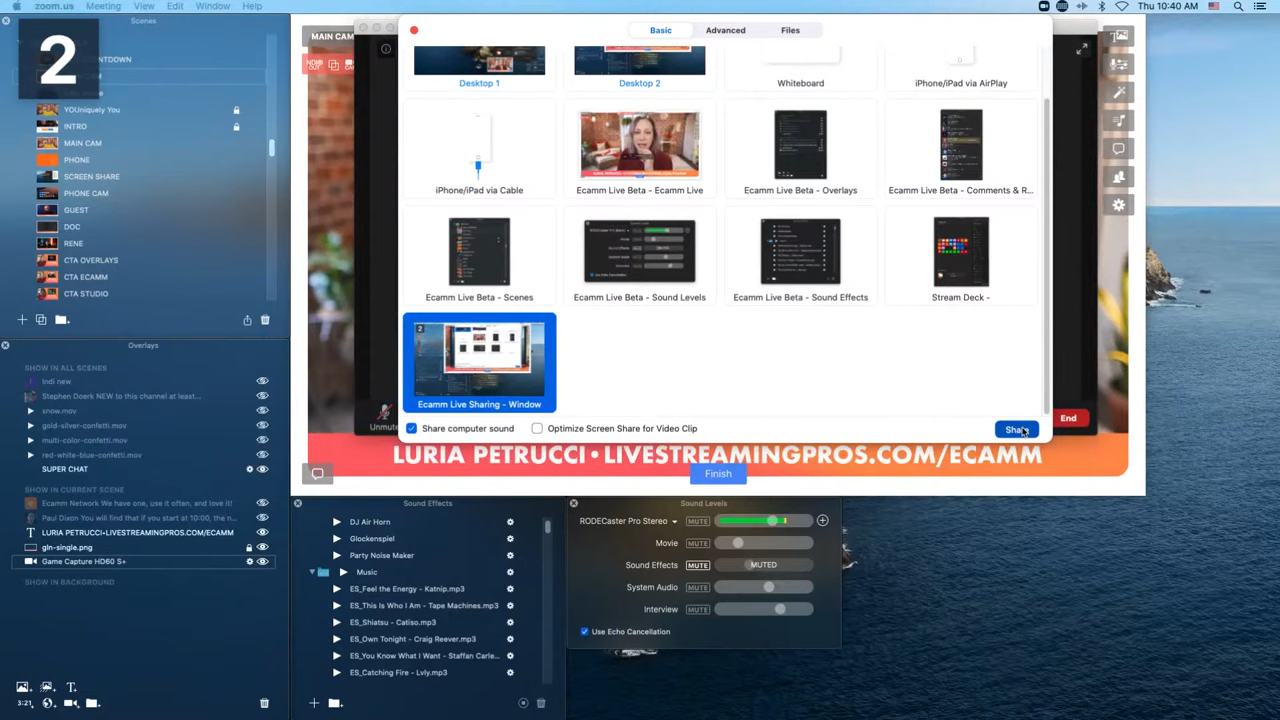 zoom.us Meeting View Edit Window Help
Thu 10:40 AM
2
Scenes
MAIN CAM
YOUniquely You
INTRO
MAIN CAM
PHONE
SCREEN SHARE
PHONE CAM
GUEST
DOC
RENE
CTA OVERLAYS
CTA ECAMM
CTA STUDIO
Basic Advanced Files
Desktop 1 Desktop 2 Whiteboard iPhone/iPad via AirPlay
iPhone/iPad via Cable Ecamm Live Beta - Ecamm Live Ecamm Live Beta - Overlays Ecamm Live Beta - Comments & R...
Ecamm Live Beta - Scenes Ecamm Live Beta - Sound Levels Ecamm Live Beta - Sound Effects Stream Deck -
2
Ecamm Live Sharing - Window
Share computer sound Optimize Screen Share for Video Clip Share
Unmute
End
LURIA PETRUCCI•LIVESTREAMINGPROS.COM/ECAMM
Finish
Overlays
SHOW IN ALL SCENES
Indi new
Stephen Doerk NEW to this channel at least...
snow.mov
gold-silver-confetti.mov
multi-color-confetti.mov
red-white-blue-confetti.mov
SUPER CHAT
SHOW IN CURRENT SCENE
Ecamm Network We have one, use it often, and love it!
Paul Dixon You will find that if you start at 10:00, the n...
LURIA PETRUCCI•LIVESTREAMINGPROS.COM/ECAMM
gln-single.png
Game Capture HD60 S+
SHOW IN BACKGROUND
3:21
Sound Effects
DJ Air Horn
Glockenspiel
Party Noise Maker
Music
ES_Feel the Energy - Katnip.mp3
ES_This Is Who I Am - Tape Machines.mp3
ES_Shiatsu - Catiso.mp3
ES_Own Tonight - Craig Reever.mp3
ES_You Know What I Want - Staffan Carle...
ES_Catching Fire - Lvly.mp3
Sound Levels
RODECaster Pro Stereo MUTE
Movie MUTE
Sound Effects MUTE MUTED
System Audio MUTE
Interview MUTE
Use Echo Cancellation